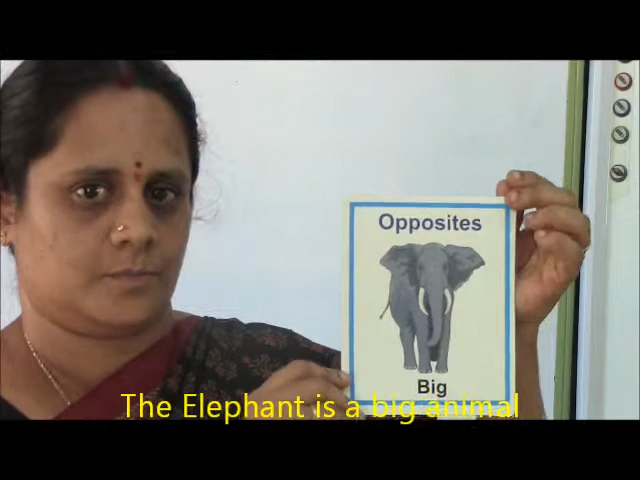 Opposites
Big
The Elephant is a big animal